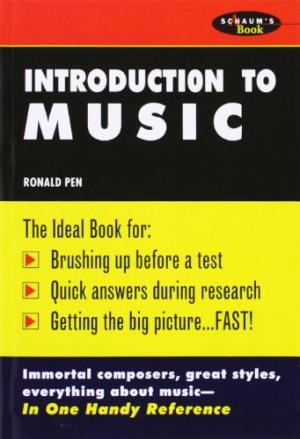 SCHAUM'S
Book
INTRODUCTION TO
MUSIC
RONALD PEN
The Ideal Book for:
Brushing up before a test
Quick answers during research
Getting the big picture...FAST!
Immortal composers, great styles,
everything about music—
In One Handy Reference